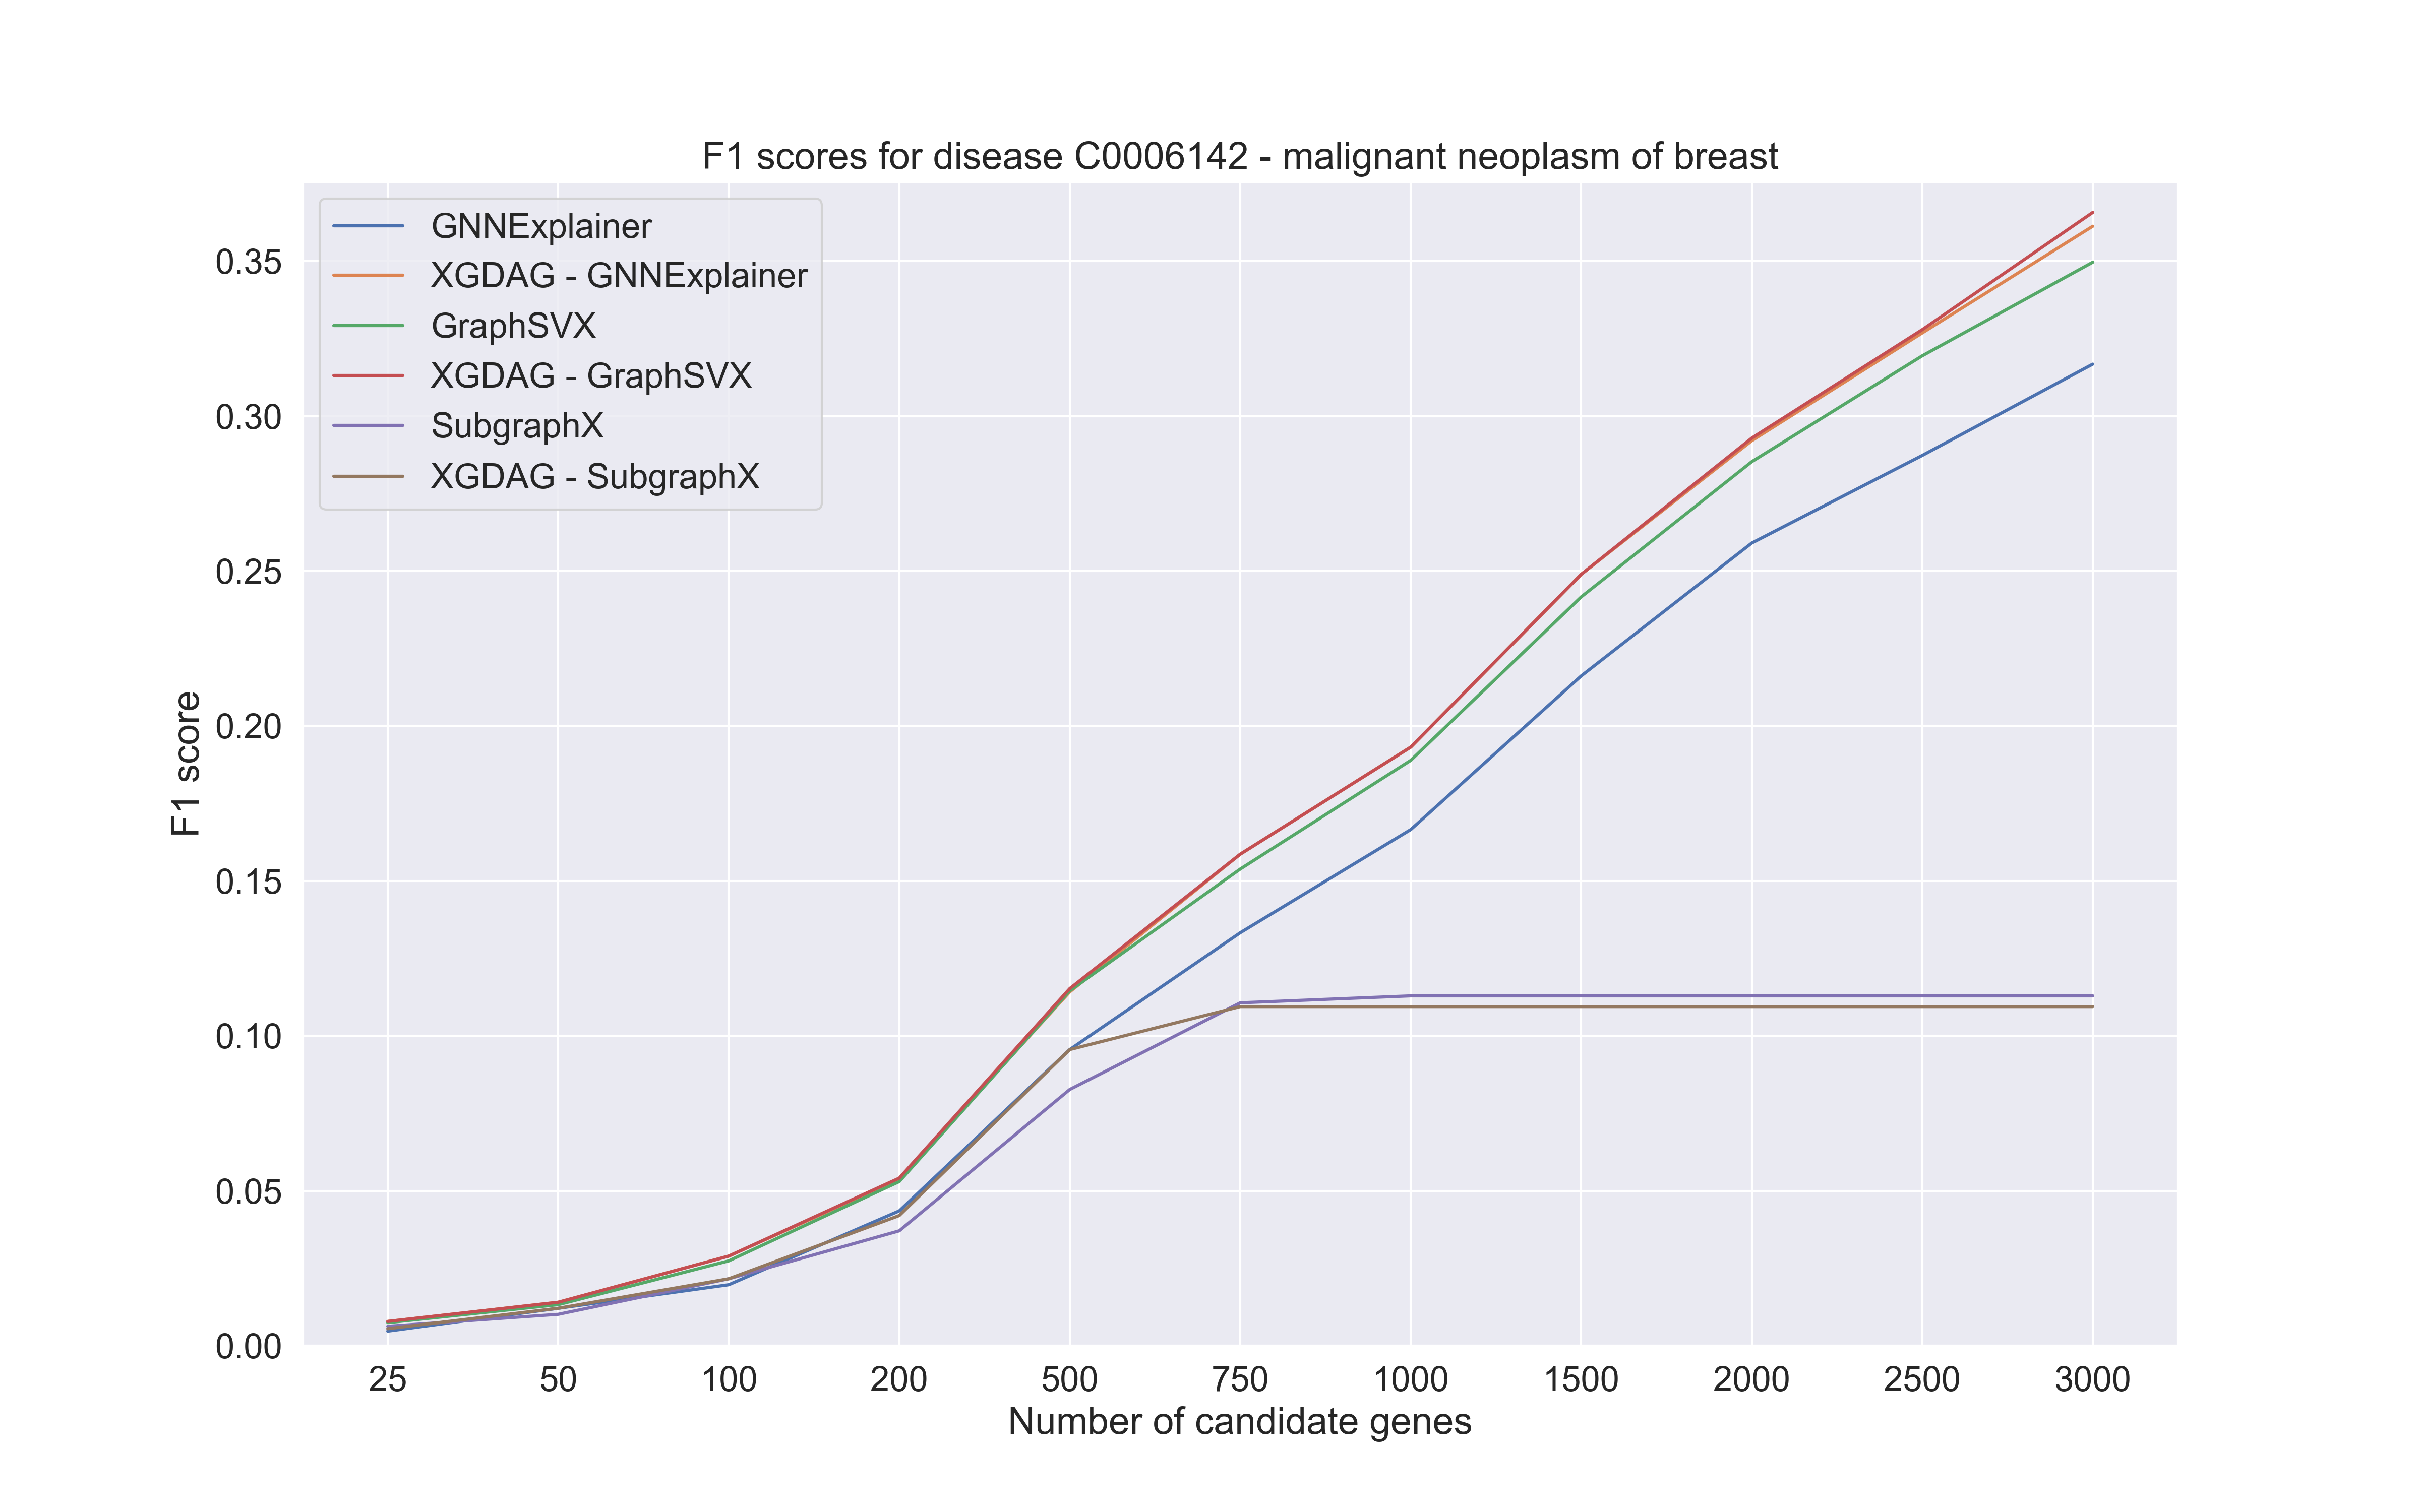 F1 scores for disease C0006142 - malignant neoplasm of breast
GNNExplainer
XGDAG - GNNExplainer
GraphSVX
XGDAG - GraphSVX
SubgraphX
XGDAG - SubgraphX
0.35
0.30
0.25
0.20
0.15
0.10
0.05
0.00
F1 score
25 50 100 200 500 750 1000 1500 2000 2500 3000
Number of candidate genes